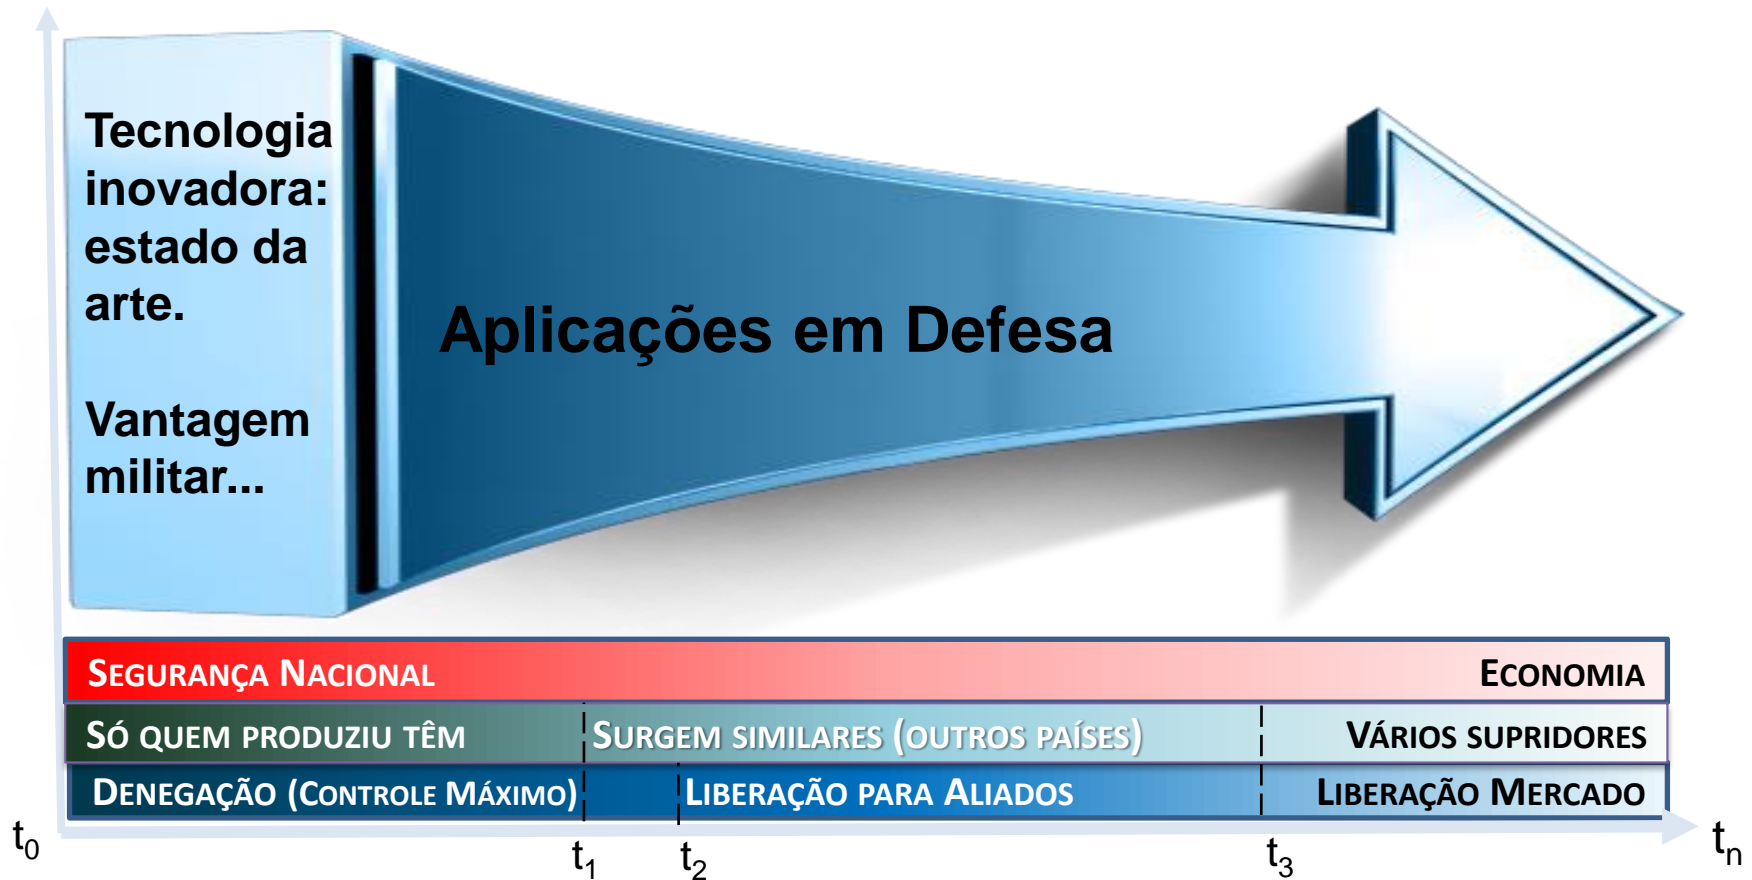 Tecnologia
inovadora:
estado da
arte.
Vantagem
militar...
Aplicações em Defesa
SEGURANÇA NACIONAL ECONOMIA
SÓ QUEM PRODUZIU TÊM SURGEM SIMILARES (OUTROS PAÍSES) VÁRIOS SUPRIDORES
DENEGAÇÃO (CONTROLE MÁXIMO) LIBERAÇÃO PARA ALIADOS LIBERAÇÃO MERCADO
t0 t1 t2 t3 tn